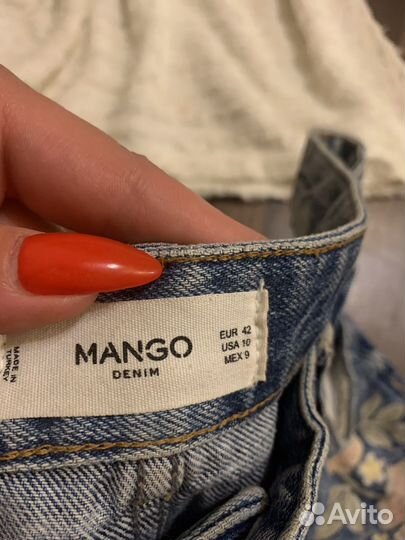 MADE IN
TURKEY
MANGO
DENIM
EUR 42
USA 10
MEX 9
Avito